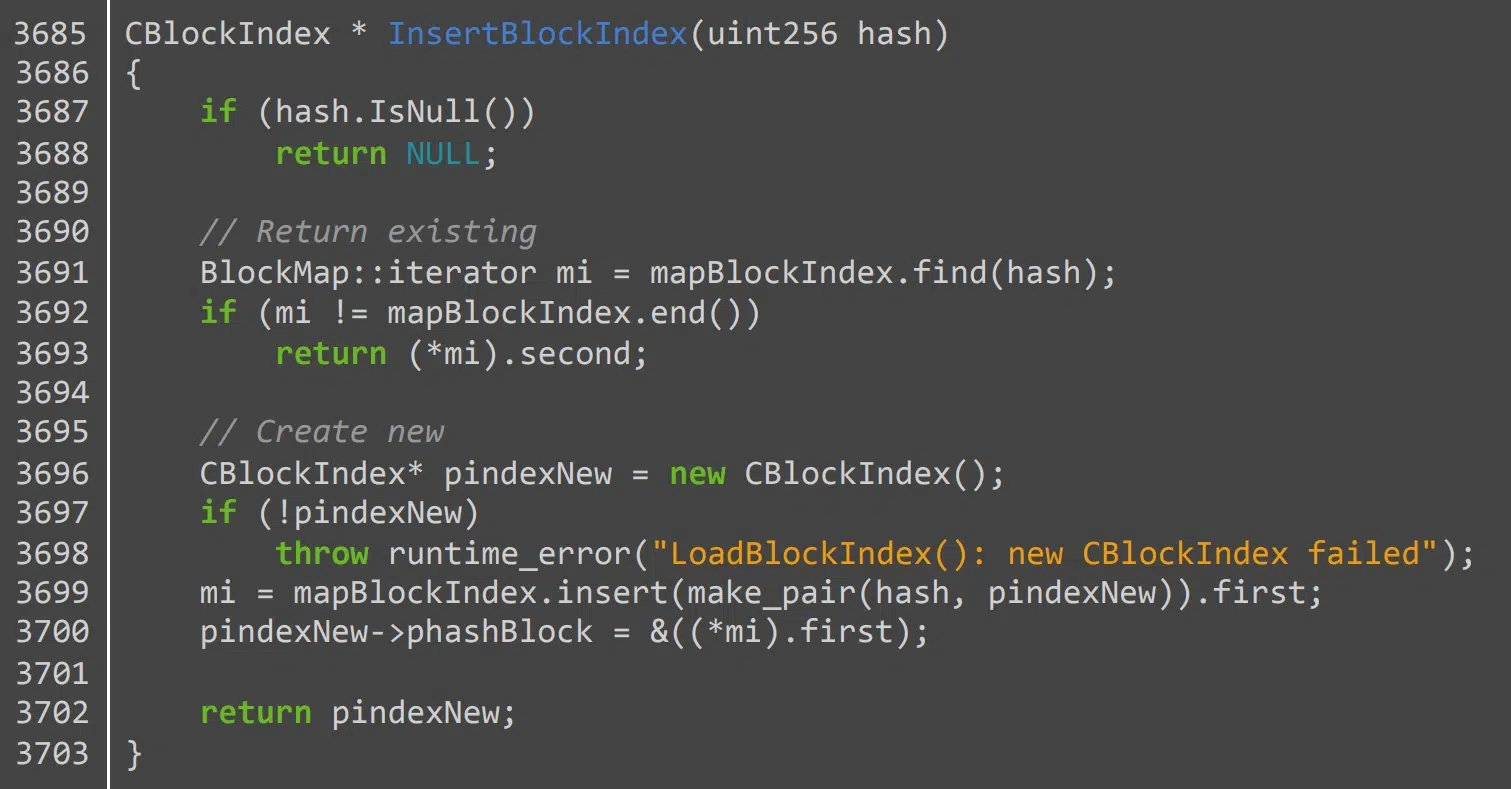 3685 CBlockIndex * InsertBlockIndex(uint256 hash)
3686 {
3687     if (hash.IsNull())
3688         return NULL;
3689
3690     // Return existing
3691     BlockMap::iterator mi = mapBlockIndex.find(hash);
3692     if (mi != mapBlockIndex.end())
3693         return (*mi).second;
3694
3695     // Create new
3696     CBlockIndex* pindexNew = new CBlockIndex();
3697     if (!pindexNew)
3698         throw runtime_error("LoadBlockIndex(): new CBlockIndex failed");
3699     mi = mapBlockIndex.insert(make_pair(hash, pindexNew)).first;
3700     pindexNew->phashBlock = &((*mi).first);
3701
3702     return pindexNew;
3703 }